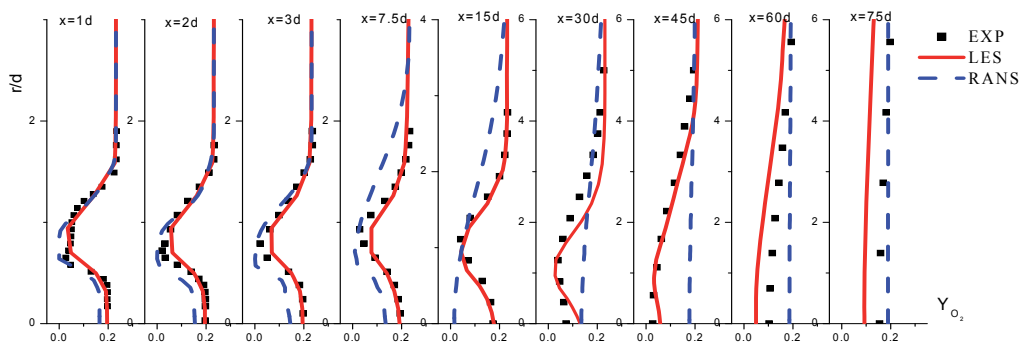 x=1d x=2d x=3d x=7.5d x=15d x=30d x=45d x=60d x=75d
4 6 6 6 6
EXP
LES
RANS
r/d
2 2 2 2 4 4 4 4
2 2 2 2 2
0 0 0 0 0 0 0 0 0
0.0 0.2 0.0 0.2 0.0 0.2 0.0 0.2 0.0 0.2 0.0 0.2 0.0 0.2 0.0 0.2 0.0 0.2
Y O₂